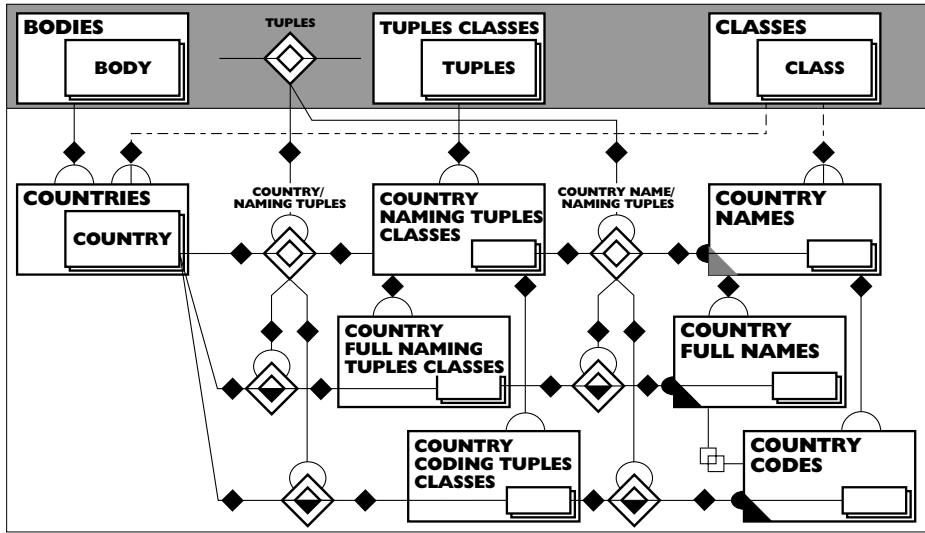 BODIES
BODY
TUPLES
TUPLES CLASSES
TUPLES
CLASSES
CLASS
COUNTRIES
COUNTRY
COUNTRY/
NAMING TUPLES
COUNTRY
NAMING TUPLES
CLASSES
COUNTRY NAME/
NAMING TUPLES
COUNTRY
NAMES
COUNTRY
FULL NAMING
TUPLES CLASSES
COUNTRY
FULL NAMES
COUNTRY
CODING TUPLES
CLASSES
COUNTRY
CODES